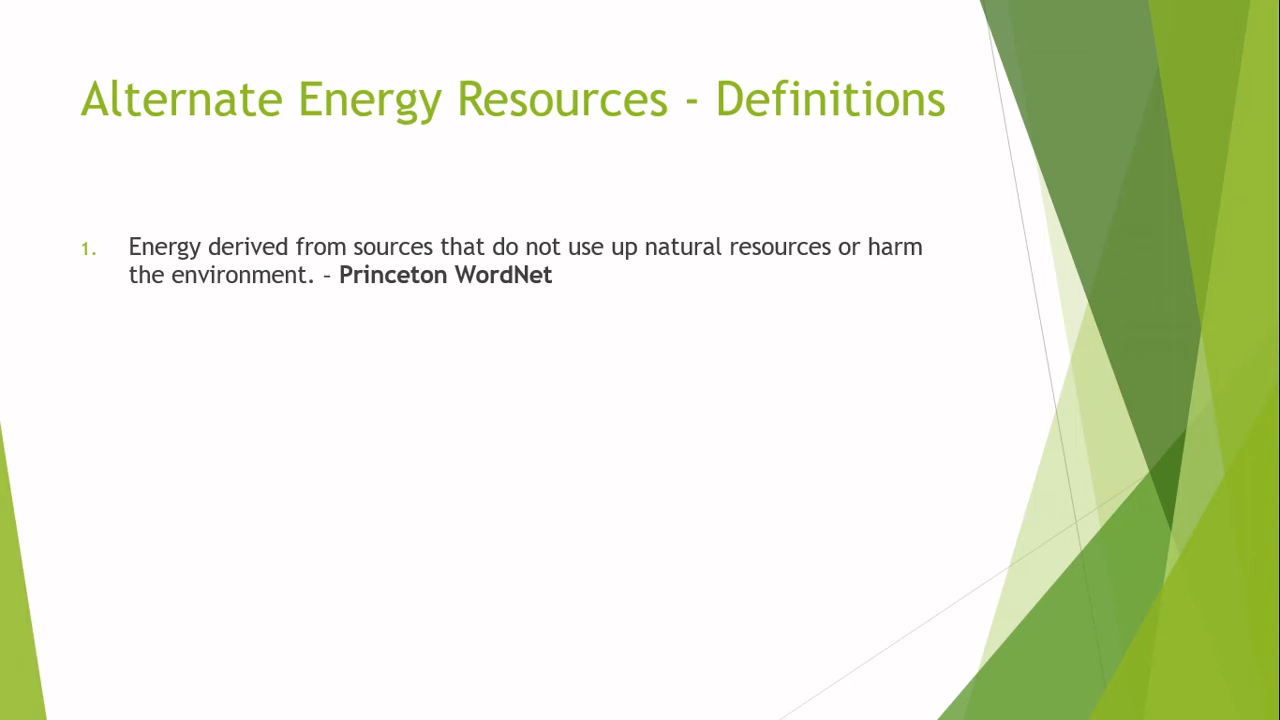 Alternate Energy Resources - Definitions
1. Energy derived from sources that do not use up natural resources or harm
the environment. – Princeton WordNet